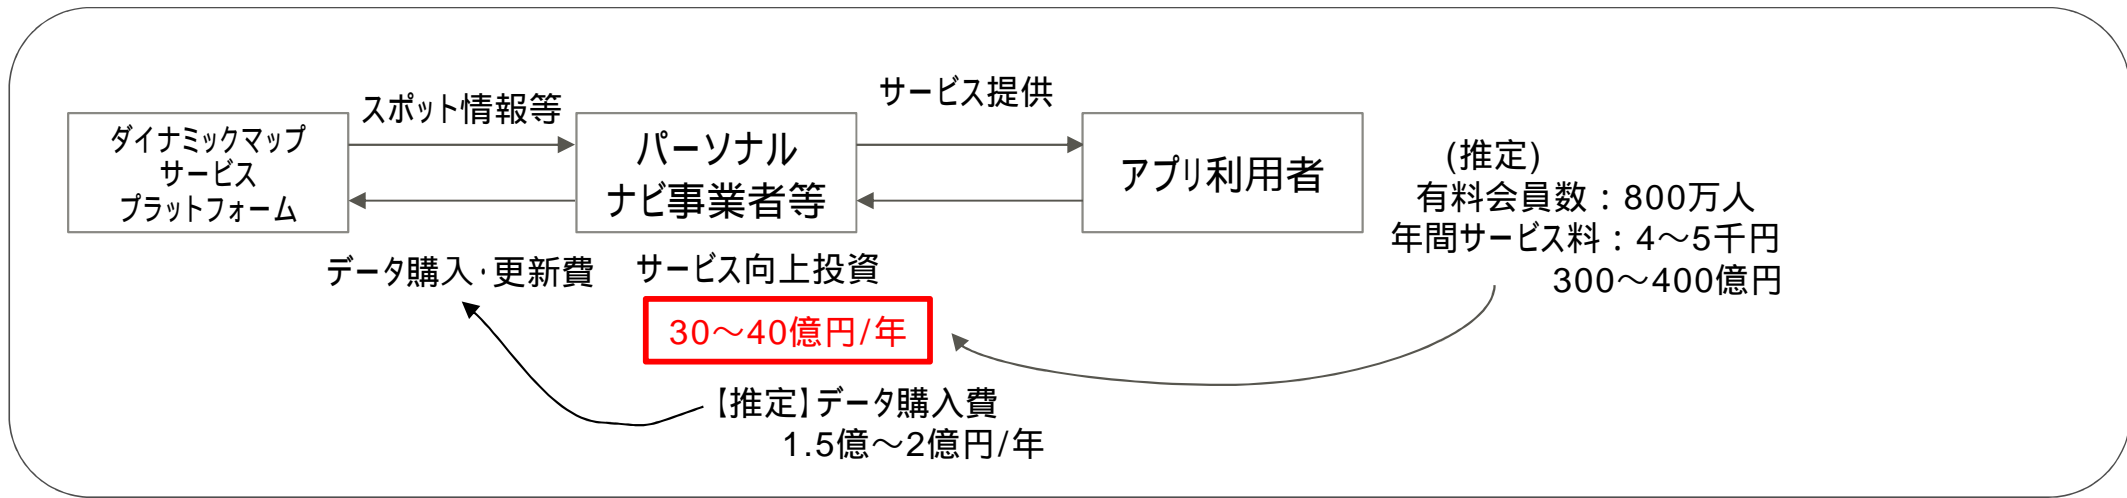 ダイナミックマップ
サービス
プラットフォーム
スポット情報等
パーソナル
ナビ事業者等
サービス提供
アプリ利用者
(推定)
有料会員数：800万人
年間サービス料：4～5千円
300～400億円
データ購入・更新費
サービス向上投資
30～40億円/年
【推定】データ購入費
1.5億～2億円/年